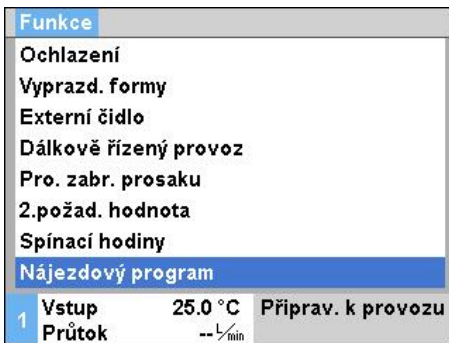 Funkce
Ochlazení
Vyprazd. formy
Externí čidlo
Dálkově řízený provoz
Pro. zabr. prosaku
2.požad. hodnota
Spínací hodiny
Nájezdový program
1 Vstup 25.0 °C Připrav. k provozu
Průtok -- L/min